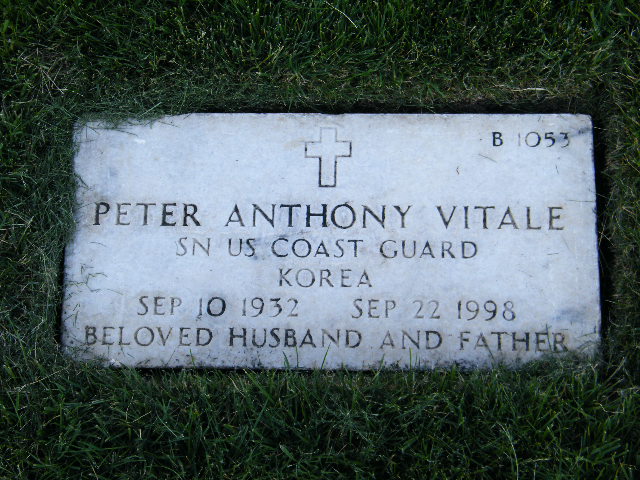 B 1053
PETER ANTHONY VITALE
SN US COAST GUARD
KOREA
SEP 10 1932 SEP 22 1998
BELOVED HUSBAND AND FATHER